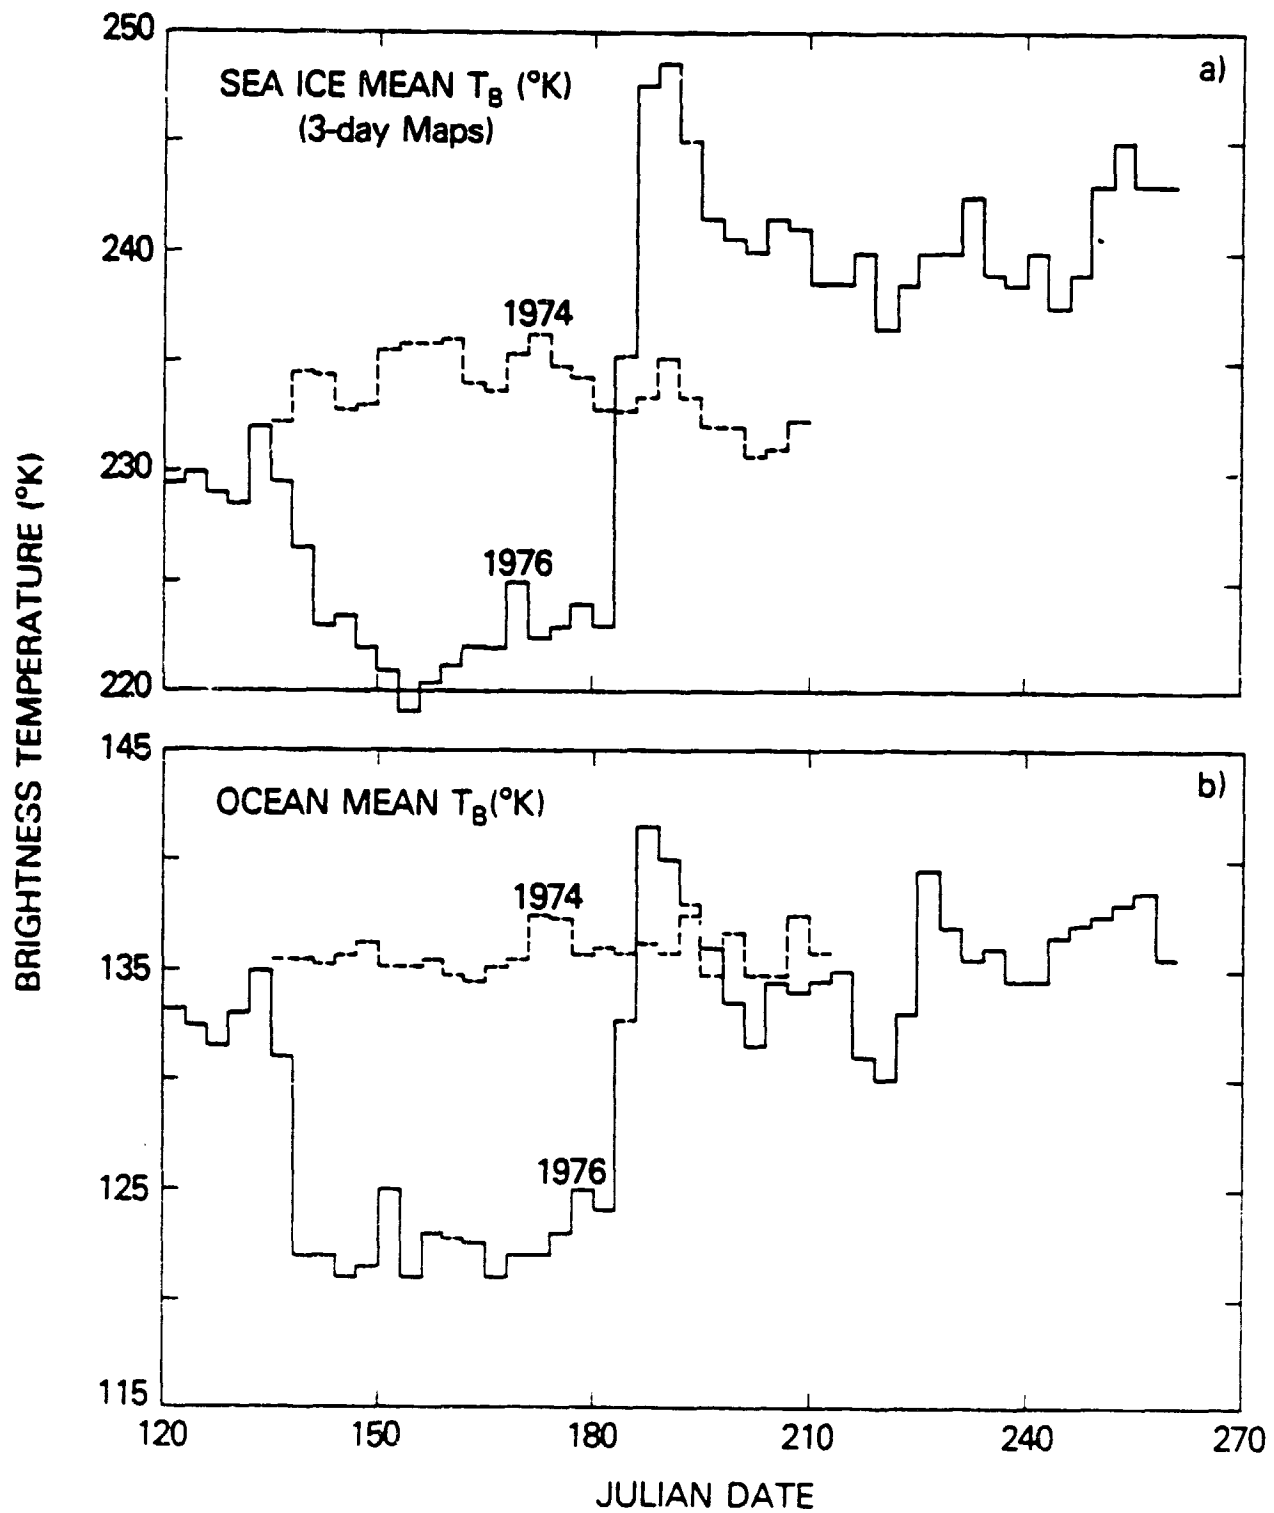 250
SEA ICE MEAN T_B (°K)
(3-day Maps)
a)
240
1974
230
1976
220
BRIGHTNESS TEMPERATURE (°K)
145
OCEAN MEAN T_B(°K)
b)
1974
135
1976
125
115
120 150 180 210 240 270
JULIAN DATE